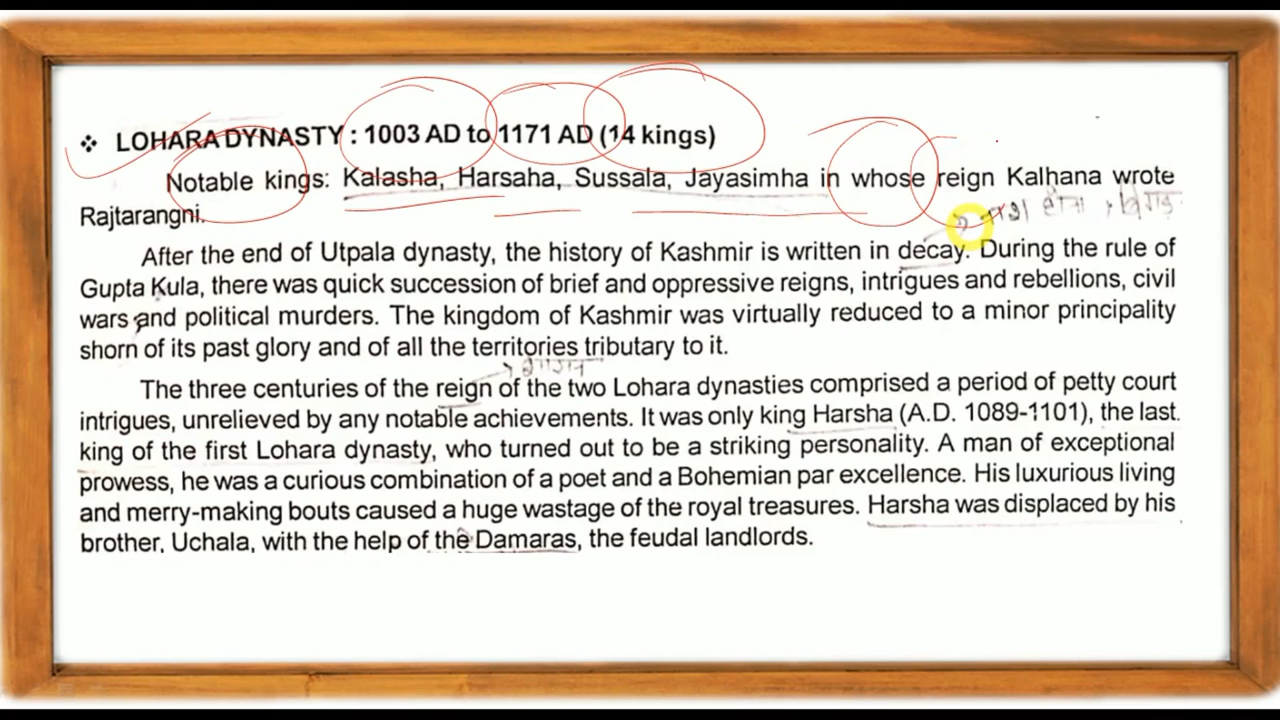 ❖ LOHARA DYNASTY : 1003 AD to 1171 AD (14 kings)
Notable kings: Kalasha, Harsaha, Sussala, Jayasimha in whose reign Kalhana wrote
Rajtarangni.
नाश होना
After the end of Utpala dynasty, the history of Kashmir is written in decay. During the rule of
Gupta Kula, there was quick succession of brief and oppressive reigns, intrigues and rebellions, civil
wars and political murders. The kingdom of Kashmir was virtually reduced to a minor principality
shorn of its past glory and of all the territories tributary to it.
The three centuries of the reign of the two Lohara dynasties comprised a period of petty court
intrigues, unrelieved by any notable achievements. It was only king Harsha (A.D. 1089-1101), the last
king of the first Lohara dynasty, who turned out to be a striking personality. A man of exceptional
prowess, he was a curious combination of a poet and a Bohemian par excellence. His luxurious living
and merry-making bouts caused a huge wastage of the royal treasures. Harsha was displaced by his
brother, Uchala, with the help of the Damaras, the feudal landlords.